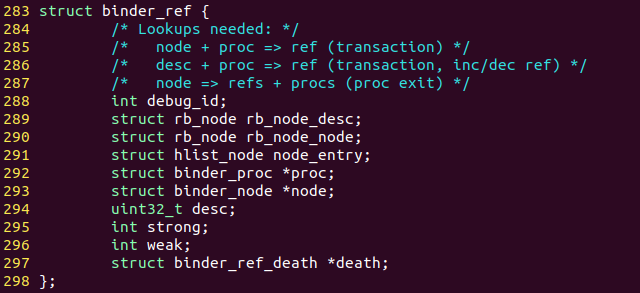 283 struct binder_ref {
284         /* Lookups needed: */
285         /*   node + proc => ref (transaction) */
286         /*   desc + proc => ref (transaction, inc/dec ref) */
287         /*   node => refs + procs (proc exit) */
288         int debug_id;
289         struct rb_node rb_node_desc;
290         struct rb_node rb_node_node;
291         struct hlist_node node_entry;
292         struct binder_proc *proc;
293         struct binder_node *node;
294         uint32_t desc;
295         int strong;
296         int weak;
297         struct binder_ref_death *death;
298 };